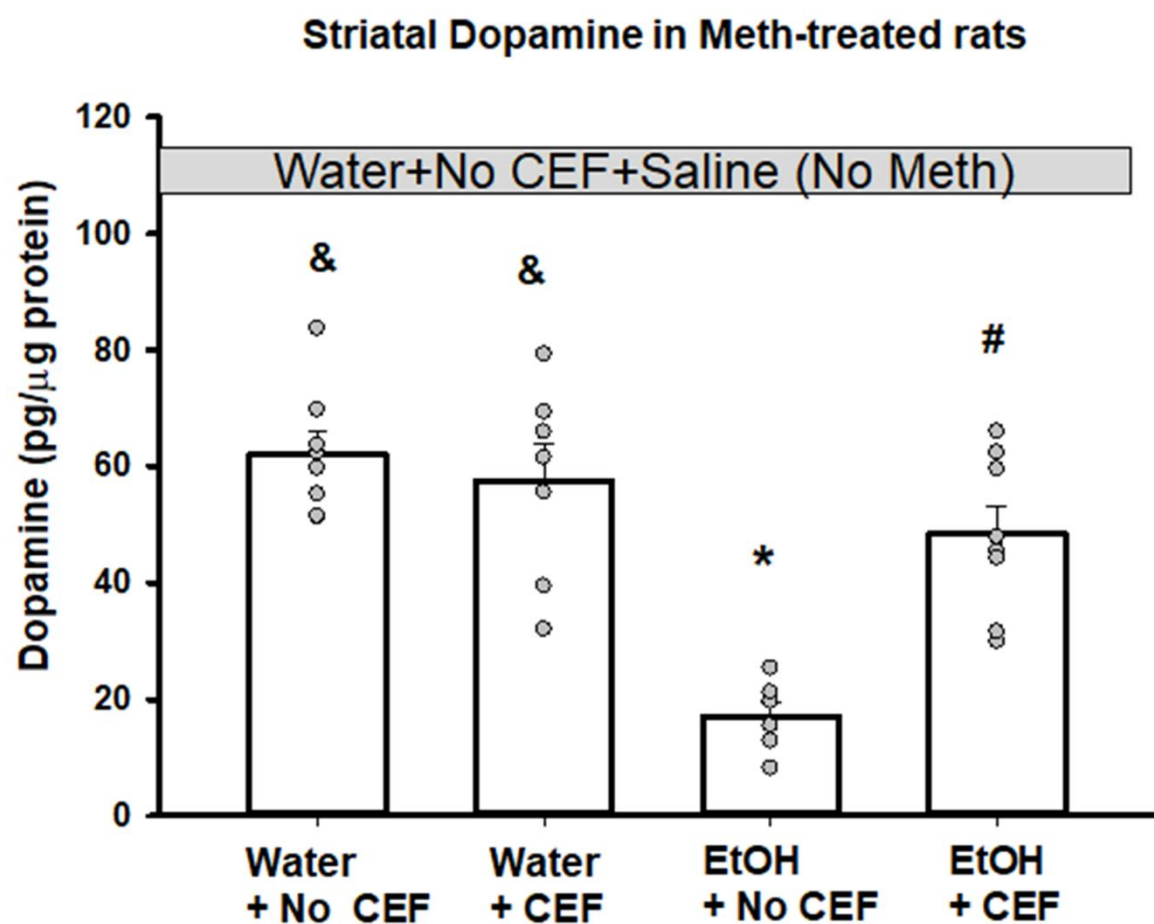 Striatal Dopamine in Meth-treated rats
Dopamine (pg/μg protein)
120
100
80
60
40
20
0
Water+No CEF+Saline (No Meth)
&
&
*
#
Water
+ No CEF
Water
+ CEF
EtOH
+ No CEF
EtOH
+ CEF